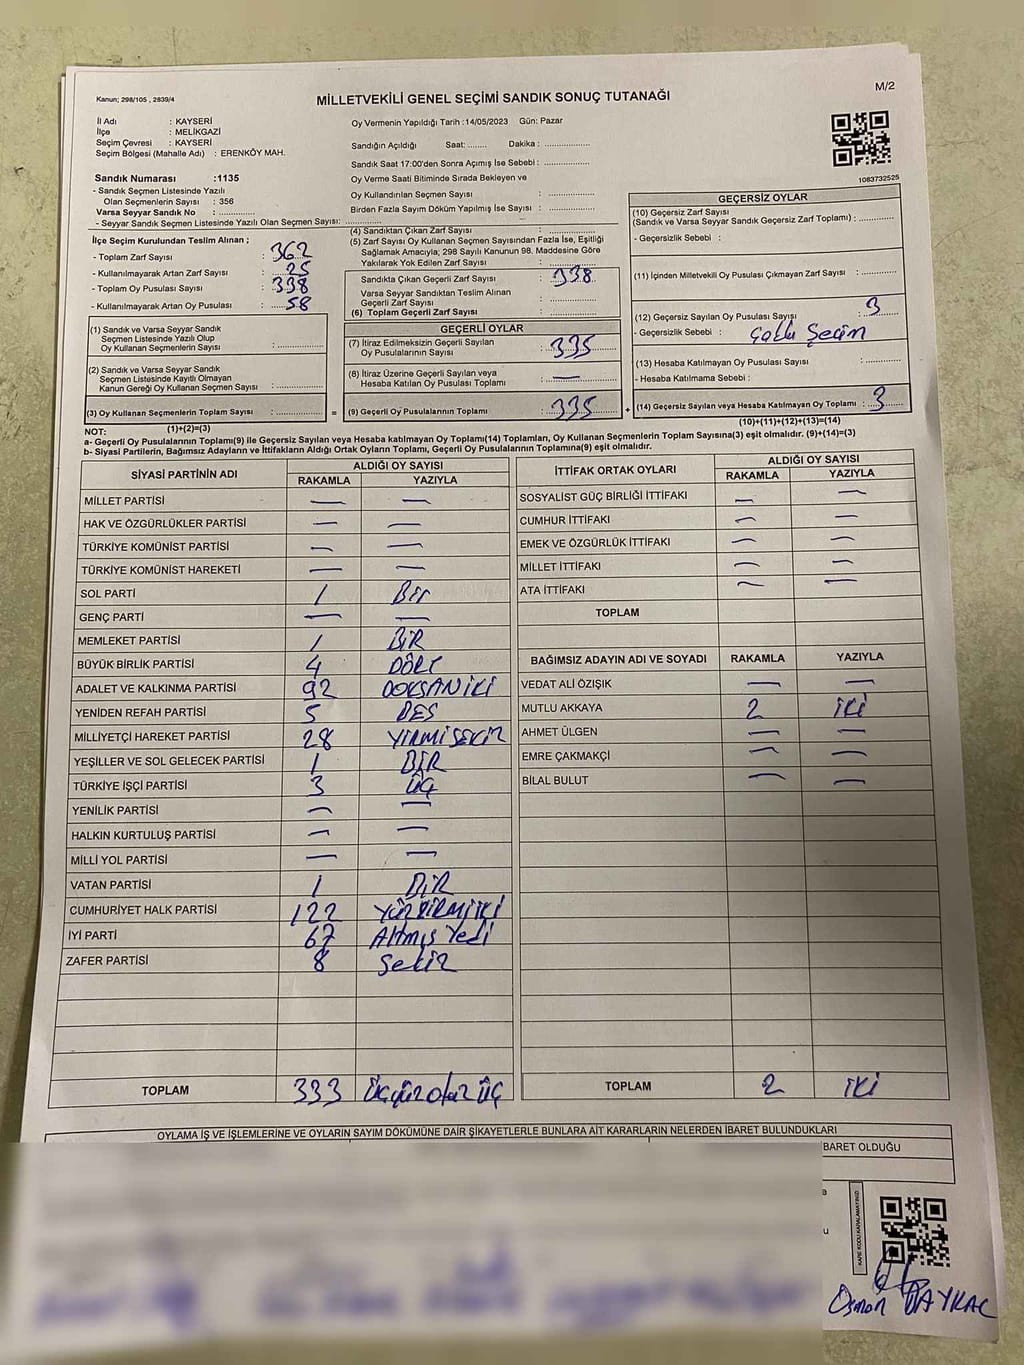 Kanun; 298/105 , 2839/4
MİLLETVEKİLİ GENEL SEÇİMİ SANDIK SONUÇ TUTANAĞI
M/2
İl Adı : KAYSERİ
İlçe : MELİKGAZİ
Seçim Çevresi : KAYSERİ
Seçim Bölgesi (Mahalle Adı) : ERENKÖY MAH.
Sandık Numarası :1135
- Sandık Seçmen Listesinde Yazılı
Olan Seçmenlerin Sayısı : 356
Varsa Seyyar Sandık No : ................
- Seyyar Sandık Seçmen Listesinde Yazılı Olan Seçmen Sayısı: ................
Oy Vermenin Yapıldığı Tarih :14/05/2023 Gün: Pazar
Sandığın Açıldığı Saat: ....... Dakika : ................
Sandık Saat 17:00'den Sonra Açımış İse Sebebi : ................
Oy Verme Saati Bitiminde Sırada Bekleyen ve
Oy Kullandırılan Seçmen Sayısı : ................
Birden Fazla Sayım Döküm Yapılmış İse Sayısı : ................
1083732525
İlçe Seçim Kurulundan Teslim Alınan ;
- Toplam Zarf Sayısı : 362
- Kullanılmayarak Artan Zarf Sayısı : 25
- Toplam Oy Pusulası Sayısı : 338
- Kullanılmayarak Artan Oy Pusulası : 58
(4) Sandıktan Çıkan Zarf Sayısı : ................
(5) Zarf Sayısı Oy Kullanan Seçmen Sayısından Fazla İse, Eşitliği
Sağlamak Amacıyla; 298 Sayılı Kanunun 98. Maddesine Göre
Yakılarak Yok Edilen Zarf Sayısı : ................
Sandıkta Çıkan Geçerli Zarf Sayısı : 338
Varsa Seyyar Sandıktan Teslim Alınan
Geçerli Zarf Sayısı : ................
(6) Toplam Geçerli Zarf Sayısı : ................
GEÇERSİZ OYLAR
(10) Geçersiz Zarf Sayısı
(Sandık ve Varsa Seyyar Sandık Geçersiz Zarf Toplamı) : ............
- Geçersizlik Sebebi :
(11) İçinden Milletvekili Oy Pusulası Çıkmayan Zarf Sayısı : ............
(12) Geçersiz Sayılan Oy Pusulası Sayısı : 3
- Geçersizlik Sebebi : Çoklu Seçim
(13) Hesaba Katılmayan Oy Pusulası Sayısı : ............
- Hesaba Katılmama Sebebi :
(14) Geçersiz Sayılan veya Hesaba Katılmayan Oy Toplamı : 3
(10)+(11)+(12)+(13)=(14)
(1) Sandık ve Varsa Seyyar Sandık
Seçmen Listesinde Yazılı Olup
Oy Kullanan Seçmenlerin Sayısı : ................
(2) Sandık ve Varsa Seyyar Sandık
Seçmen Listesinde Kayıtlı Olmayan
Kanun Gereği Oy Kullanan Seçmen Sayısı : ................
(3) Oy Kullanan Seçmenlerin Toplam Sayısı : ................ =
(1)+(2)=(3)
GEÇERLİ OYLAR
(7) İtiraz Edilmeksizin Geçerli Sayılan
Oy Pusulalarının Sayısı : 335
(8) İtiraz Üzerine Geçerli Sayılan veya
Hesaba Katılan Oy Pusulası Toplamı : —
(9) Geçerli Oy Pusulalarının Toplamı : 335 +
NOT:
a- Geçerli Oy Pusulalarının Toplamı(9) ile Geçersiz Sayılan veya Hesaba katılmayan Oy Toplamı(14) Toplamları, Oy Kullanan Seçmenlerin Toplam Sayısına(3) eşit olmalıdır. (9)+(14)=(3)
b- Siyasi Partilerin, Bağımsız Adayların ve İttifakların Aldığı Ortak Oyların Toplamı, Geçerli Oy Pusulalarının Toplamına(9) eşit olmalıdır.
SİYASİ PARTİNİN ADI ALDIĞI OY SAYISI
RAKAMLA YAZIYLA
MİLLET PARTİSİ — —
HAK VE ÖZGÜRLÜKLER PARTİSİ — —
TÜRKİYE KOMÜNİST PARTİSİ — —
TÜRKİYE KOMÜNİST HAREKETİ — —
SOL PARTİ 1 Bir
GENÇ PARTİ — —
MEMLEKET PARTİSİ 1 BİR
BÜYÜK BİRLİK PARTİSİ 4 DÖRT
ADALET VE KALKINMA PARTİSİ 92 DOKSAN İKİ
YENİDEN REFAH PARTİSİ 5 BEŞ
MİLLİYETÇİ HAREKET PARTİSİ 28 YİRMİ SEKİZ
YEŞİLLER VE SOL GELECEK PARTİSİ 1 BİR
TÜRKİYE İŞÇİ PARTİSİ 3 ÜÇ
YENİLİK PARTİSİ — —
HALKIN KURTULUŞ PARTİSİ — —
MİLLİ YOL PARTİSİ — —
VATAN PARTİSİ 1 BİR
CUMHURİYET HALK PARTİSİ 122 YÜZ YİRMİ İKİ
İYİ PARTİ 67 Altmış Yedi
ZAFER PARTİSİ 8 Sekiz
TOPLAM 333 Üçyüz otuz ÜÇ
İTTİFAK ORTAK OYLARI ALDIĞI OY SAYISI
RAKAMLA YAZIYLA
SOSYALİST GÜÇ BİRLİĞİ İTTİFAKI — —
CUMHUR İTTİFAKI — —
EMEK VE ÖZGÜRLÜK İTTİFAKI — —
MİLLET İTTİFAKI — —
ATA İTTİFAKI — —
TOPLAM
BAĞIMSIZ ADAYIN ADI VE SOYADI RAKAMLA YAZIYLA
VEDAT ALİ ÖZIŞIK — —
MUTLU AKKAYA 2 İKİ
AHMET ÜLGEN — —
EMRE ÇAKMAKÇI — —
BİLAL BULUT — —
TOPLAM 2 İKİ
OYLAMA İŞ VE İŞLEMLERİNE VE OYLARIN SAYIM DÖKÜMÜNE DAİR ŞİKAYETLERLE BUNLARA AİT KARARLARIN NELERDEN İBARET BULUNDUKLARI
BARET OLDUĞU
KARE KODU KARALAMAYINIZ!
Osman BAYKAL